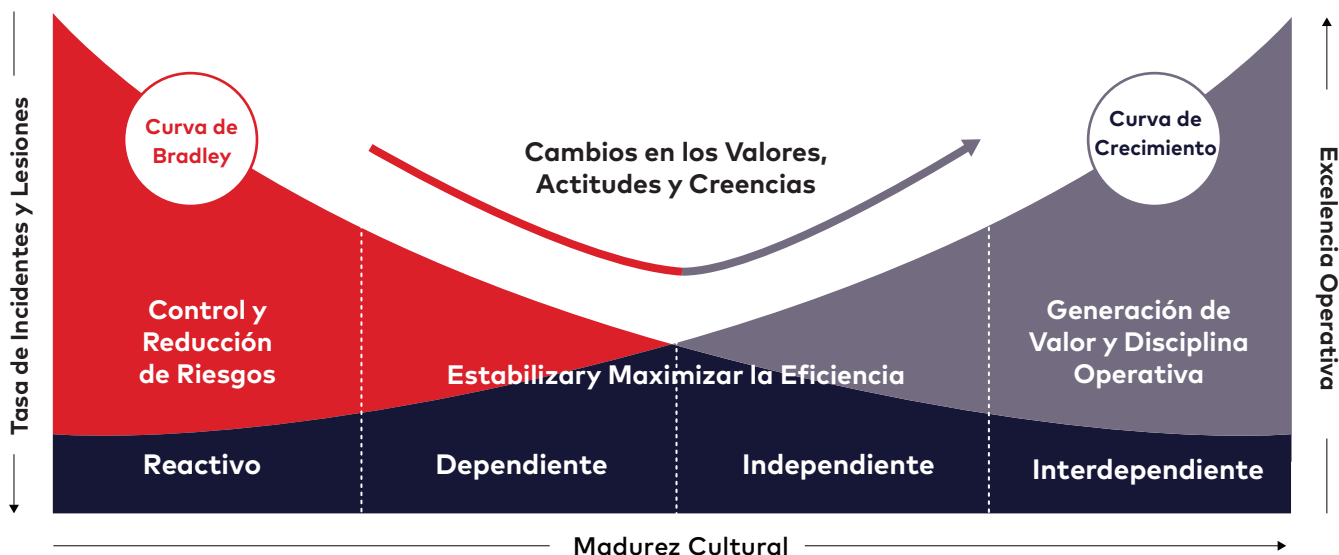 Tasa de Incidentes y Lesiones
Curva de
Bradley
Cambios en los Valores,
Actitudes y Creencias
Curva de
Crecimiento
Excelencia Operativa
Control y
Reducción
de Riesgos
Estabilizary Maximizar la Eficiencia
Generación de
Valor y Disciplina
Operativa
Reactivo
Dependiente
Independiente
Interdependiente
Madurez Cultural